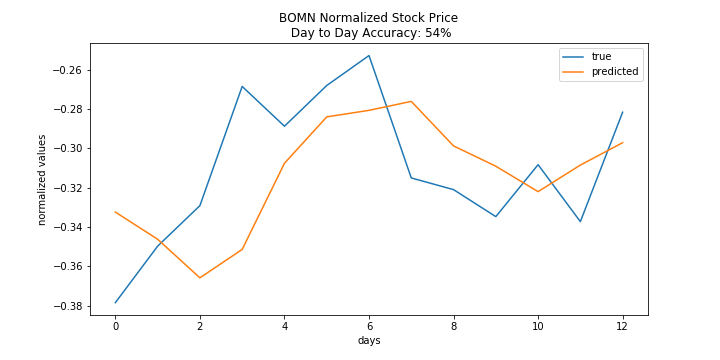 BOMN Normalized Stock Price
Day to Day Accuracy: 54%
true
predicted
−0.26
−0.28
−0.30
−0.32
−0.34
−0.36
−0.38
normalized values
0 2 4 6 8 10 12
days